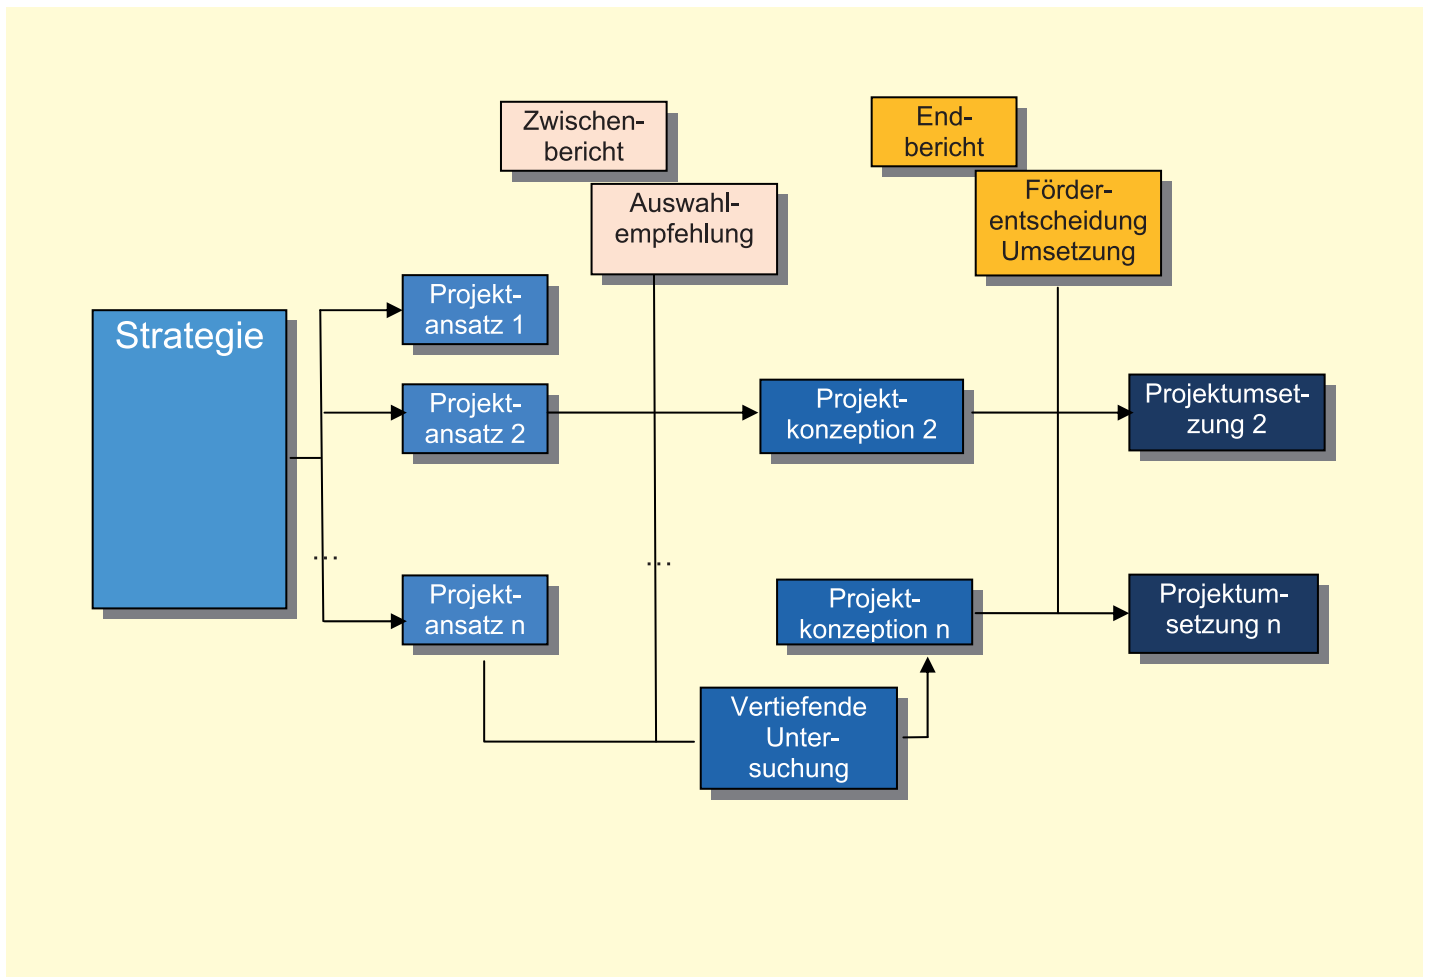 Zwischen-
bericht
End-
bericht
Auswahl-
empfehlung
Förder-
entscheidung
Umsetzung
Strategie
Projekt-
ansatz 1
Projekt-
ansatz 2
Projekt-
konzeption 2
Projektumset-
zung 2
...
...
Projekt-
ansatz n
Projekt-
konzeption n
Projektum-
setzung n
Vertiefende
Unter-
suchung